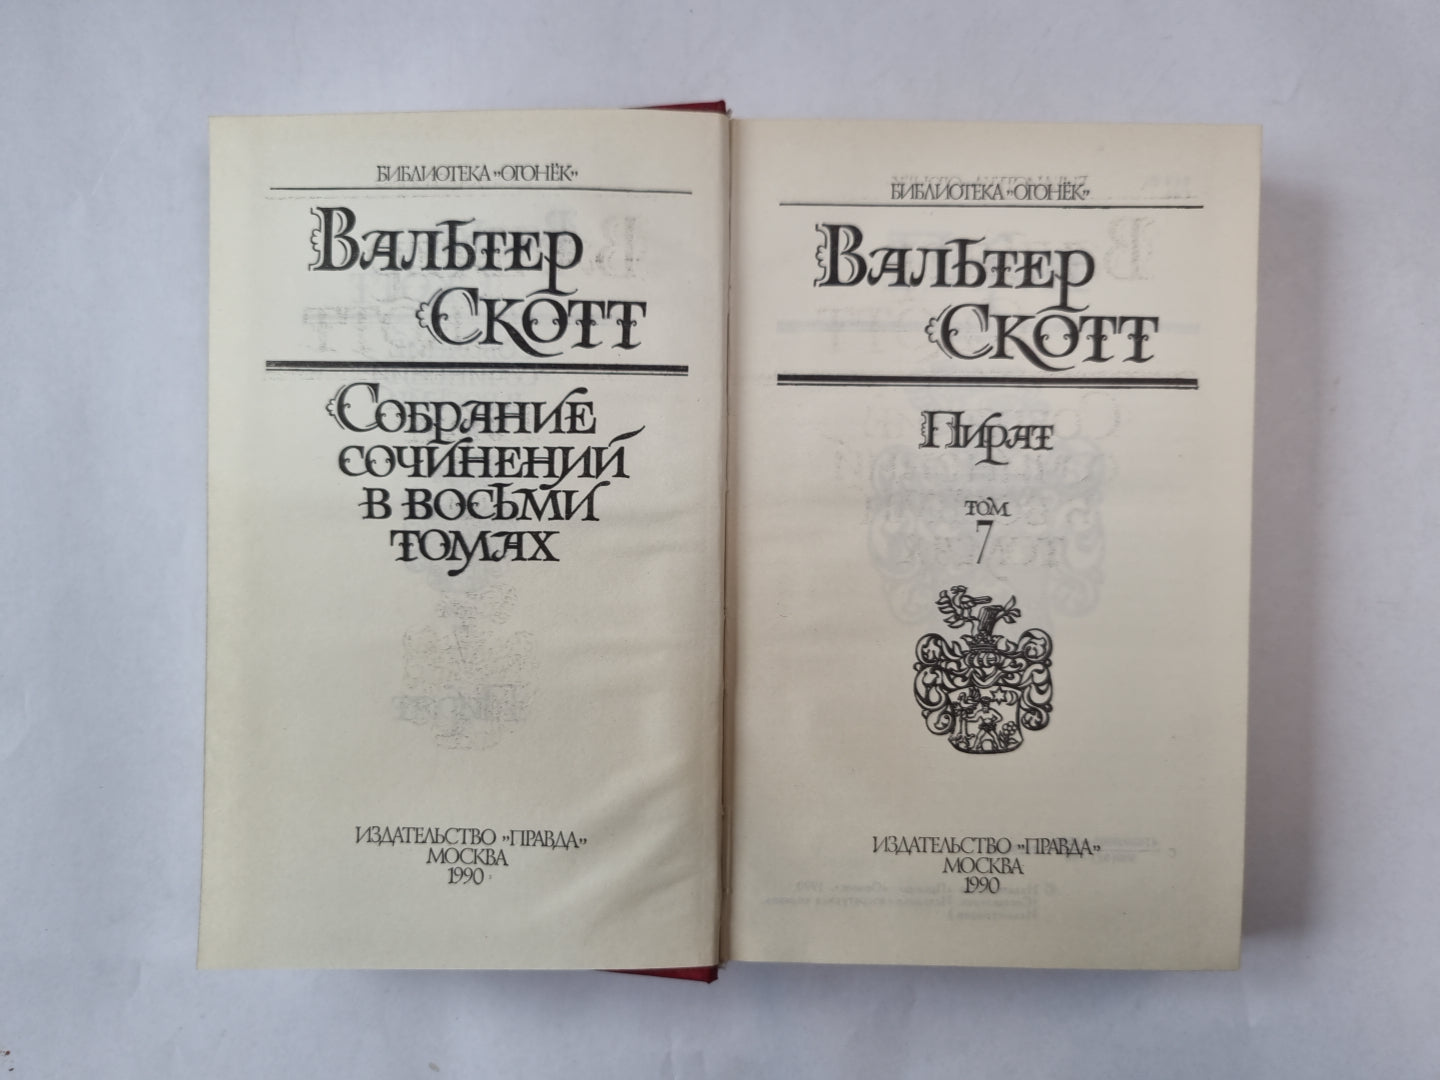 БИБЛИОТЕКА „ОГОНЁК”
ВАЛЬТЕР
СКОТТ
СОБРАНИЕ
СОЧИНЕНИЙ
В ВОСЬМИ
ТОМАХ
ИЗДАТЕЛЬСТВО „ПРАВДА”
МОСКВА
1990
БИБЛИОТЕКА „ОГОНЁК”
ВАЛЬТЕР
СКОТТ
ПИРАТ
ТОМ
7
ИЗДАТЕЛЬСТВО „ПРАВДА”
МОСКВА
1990